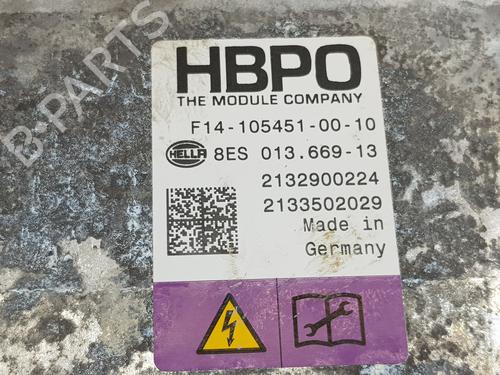 B-PARTS
HBPO
THE MODULE COMPANY
F14-105451-00-10
HELLA 8ES 013.669-13
2132900224
2133502029
Made in
Germany